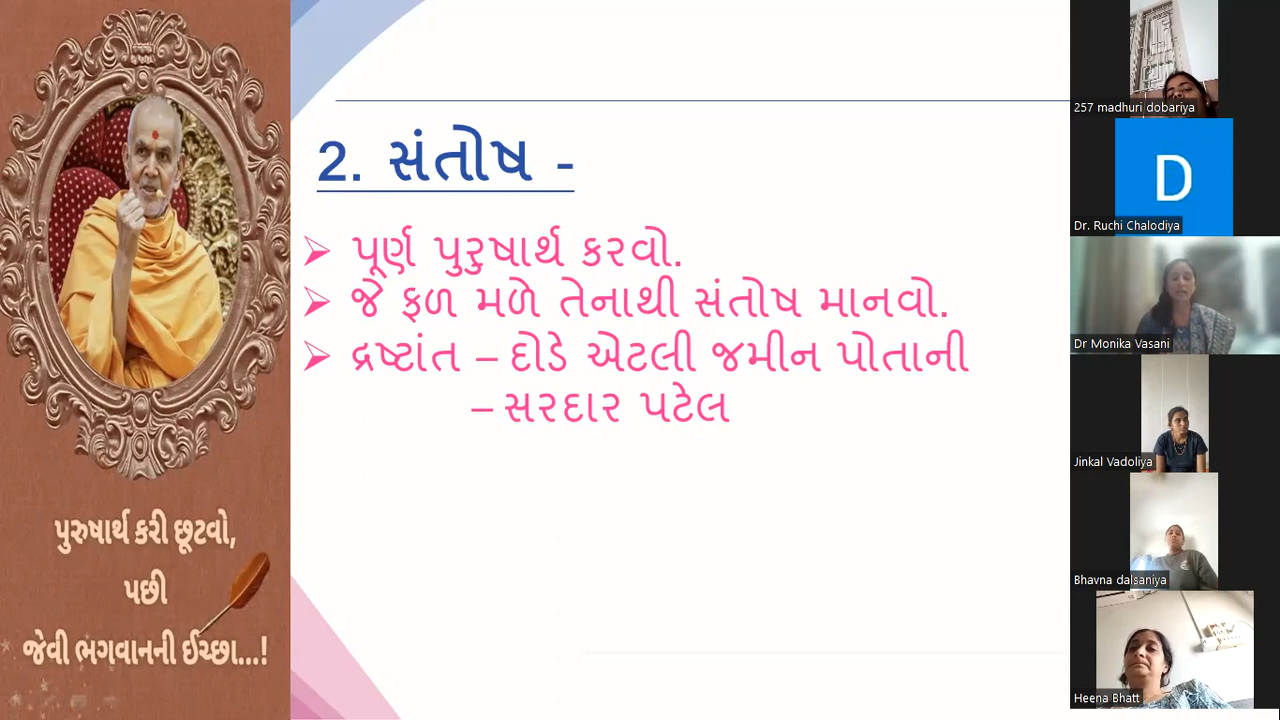 2. સંતોષ -
➢ પૂર્ણ પુરુષાર્થ કરવો.
➢ જે ફળ મળે તેનાથી સંતોષ માનવો.
➢ દ્રષ્ટાંત – દોડે એટલી જમીન પોતાની
– સરદાર પટેલ
પુરુષાર્થ કરી છૂટવો,
પછી
જેવી ભગવાનની ઈચ્છા...!
257 madhuri dobariya
D
Dr. Ruchi Chalodiya
Dr Monika Vasani
Jinkal Vadoliya
Bhavna dalsaniya
Heena Bhatt